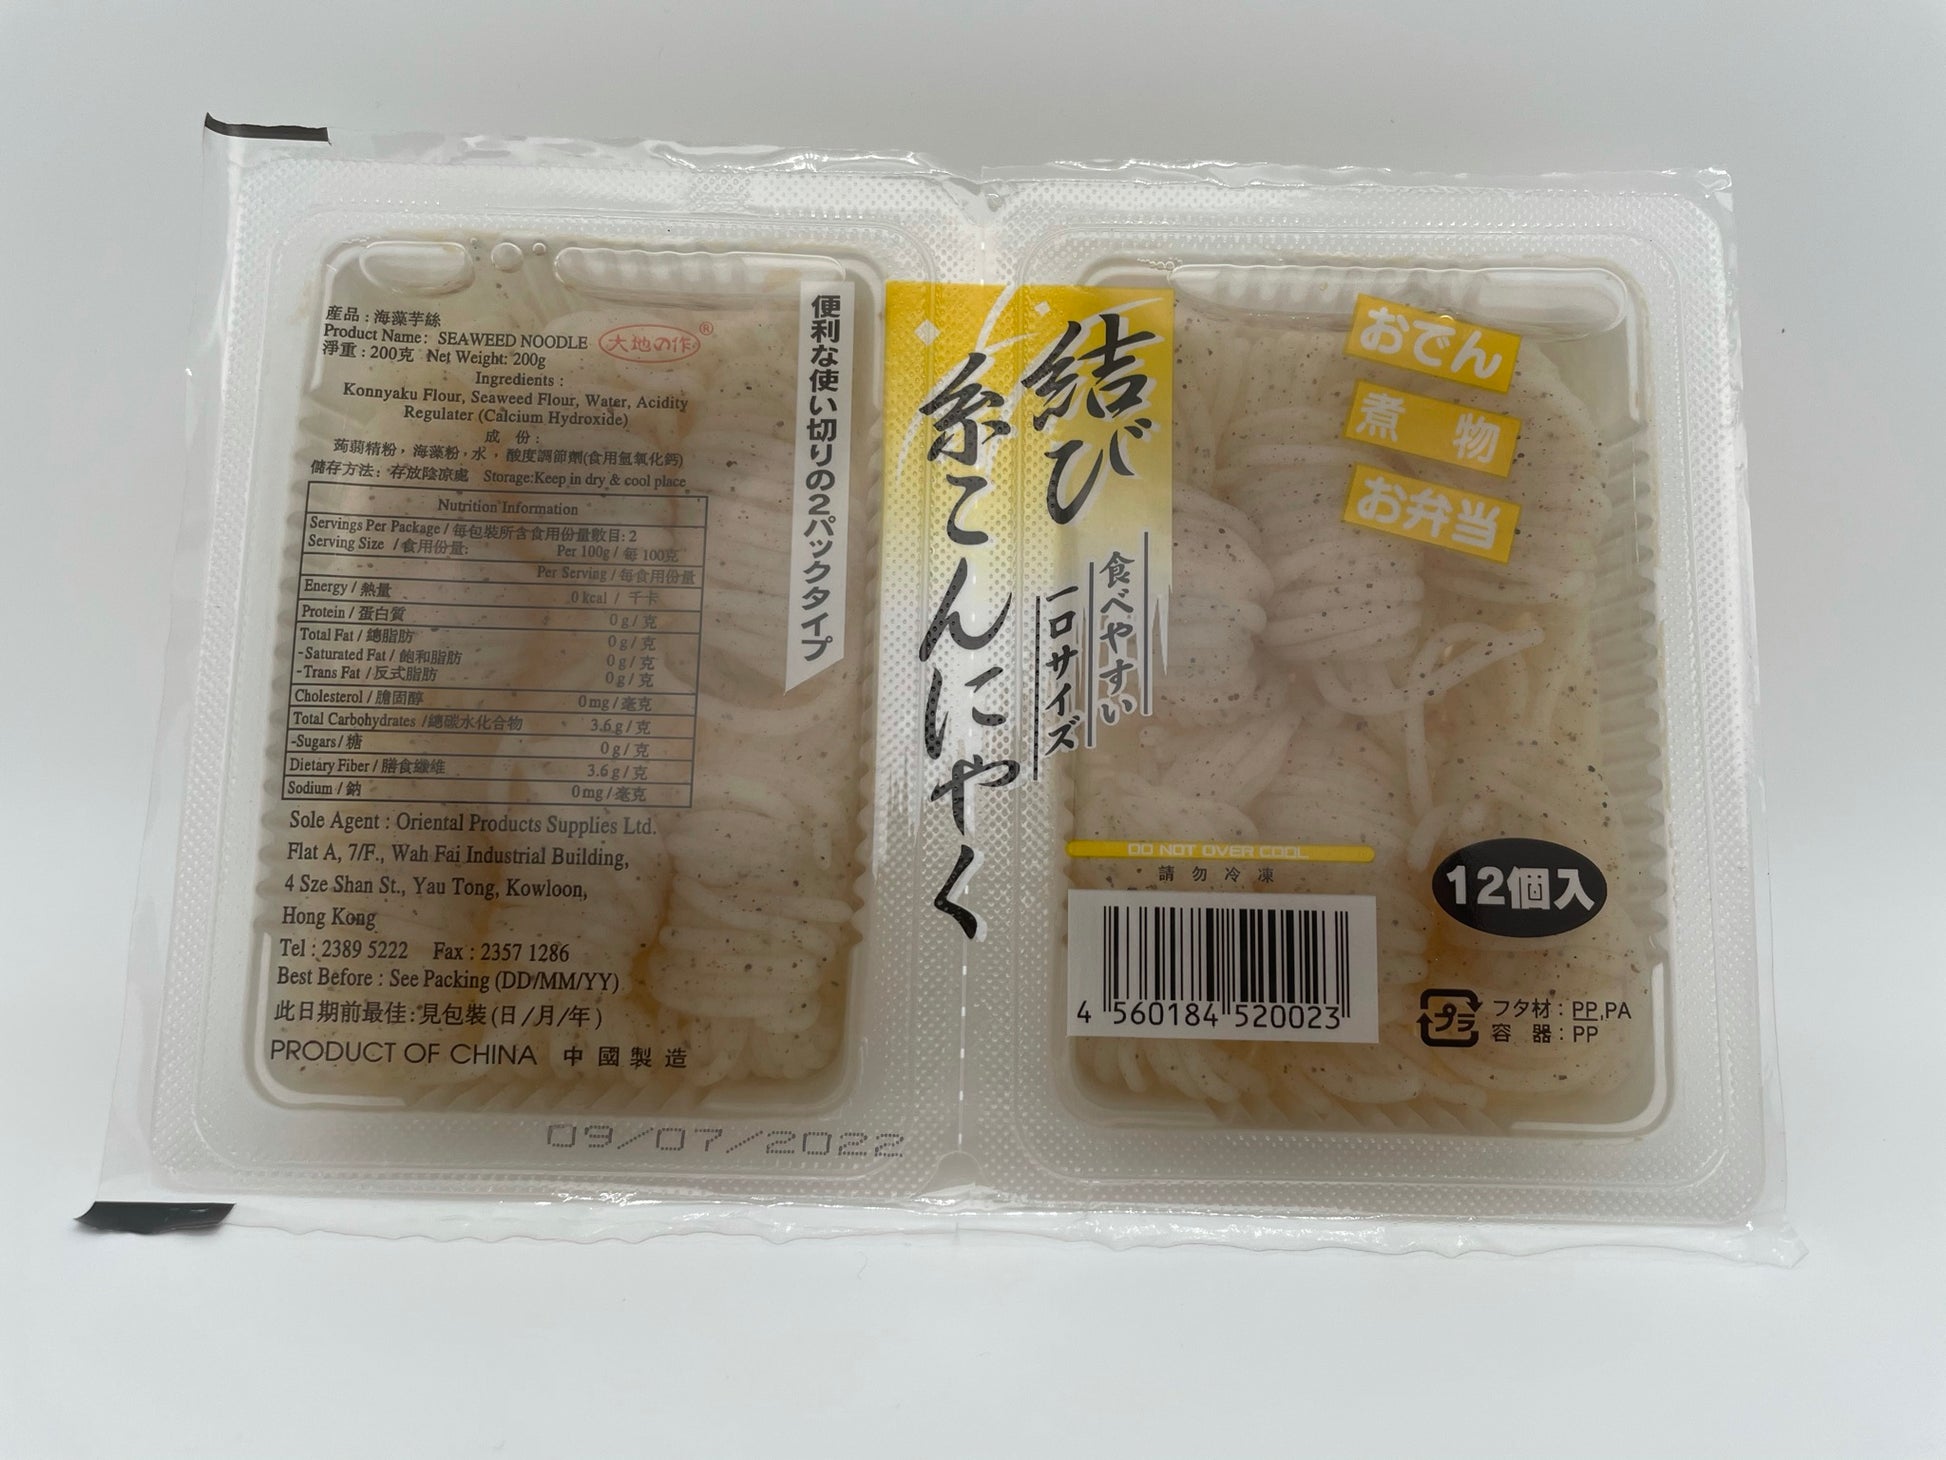 産品 : 海藻芋絲
Product Name: SEAWEED NOODLE
大地の作®
淨重 : 200克 Net Weight: 200g
Ingredients :
Konnyaku Flour, Seaweed Flour, Water, Acidity
Regulater (Calcium Hydroxide)
成 份 :
蒟蒻精粉，海藻粉，水，酸度調節劑(食用氫氧化鈣)
儲存方法：存放陰涼處 Storage:Keep in dry & cool place
Nutrition Information
Servings Per Package / 每包裝所含食用份量數目: 2
Serving Size / 食用份量: Per 100g / 每 100克
Per Serving / 每食用份量
Energy / 熱量 0 kcal / 千卡
Protein / 蛋白質 0 g / 克
Total Fat / 總脂肪 0 g / 克
-Saturated Fat / 飽和脂肪 0 g / 克
-Trans Fat / 反式脂肪 0 g / 克
Cholesterol / 膽固醇 0 mg / 毫克
Total Carbohydrates / 總碳水化合物 3.6 g / 克
-Sugars / 糖 0 g / 克
Dietary Fiber / 膳食纖維 3.6 g / 克
Sodium / 鈉 0 mg / 毫克
Sole Agent : Oriental Products Supplies Ltd.
Flat A, 7/F., Wah Fai Industrial Building,
4 Sze Shan St., Yau Tong, Kowloon,
Hong Kong
Tel : 2389 5222 Fax : 2357 1286
Best Before : See Packing (DD/MM/YY)
此日期前最佳:見包裝(日/月/年)
PRODUCT OF CHINA 中國製造
09/07/2022
便利な使い切りの2パックタイプ
結び
糸こんにゃく
食べやすい
一口サイズ
おでん
煮物
お弁当
DO NOT OVER COOL
請勿冷凍
12個入
4 560184 520023
プラ
フタ材 : PP,PA
容 器 : PP